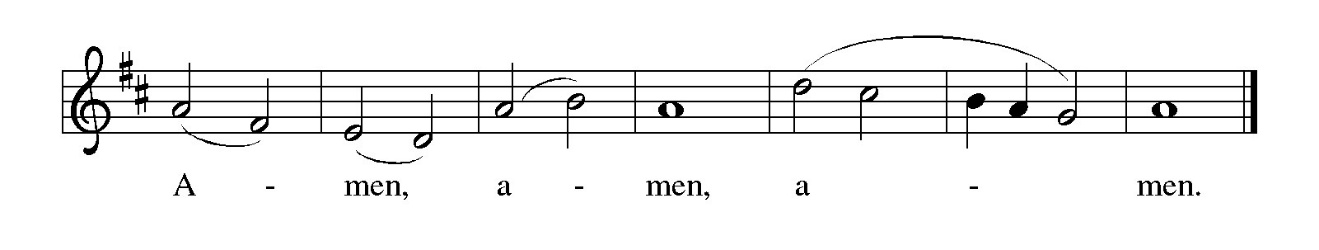 A - men, a - men, a - men.